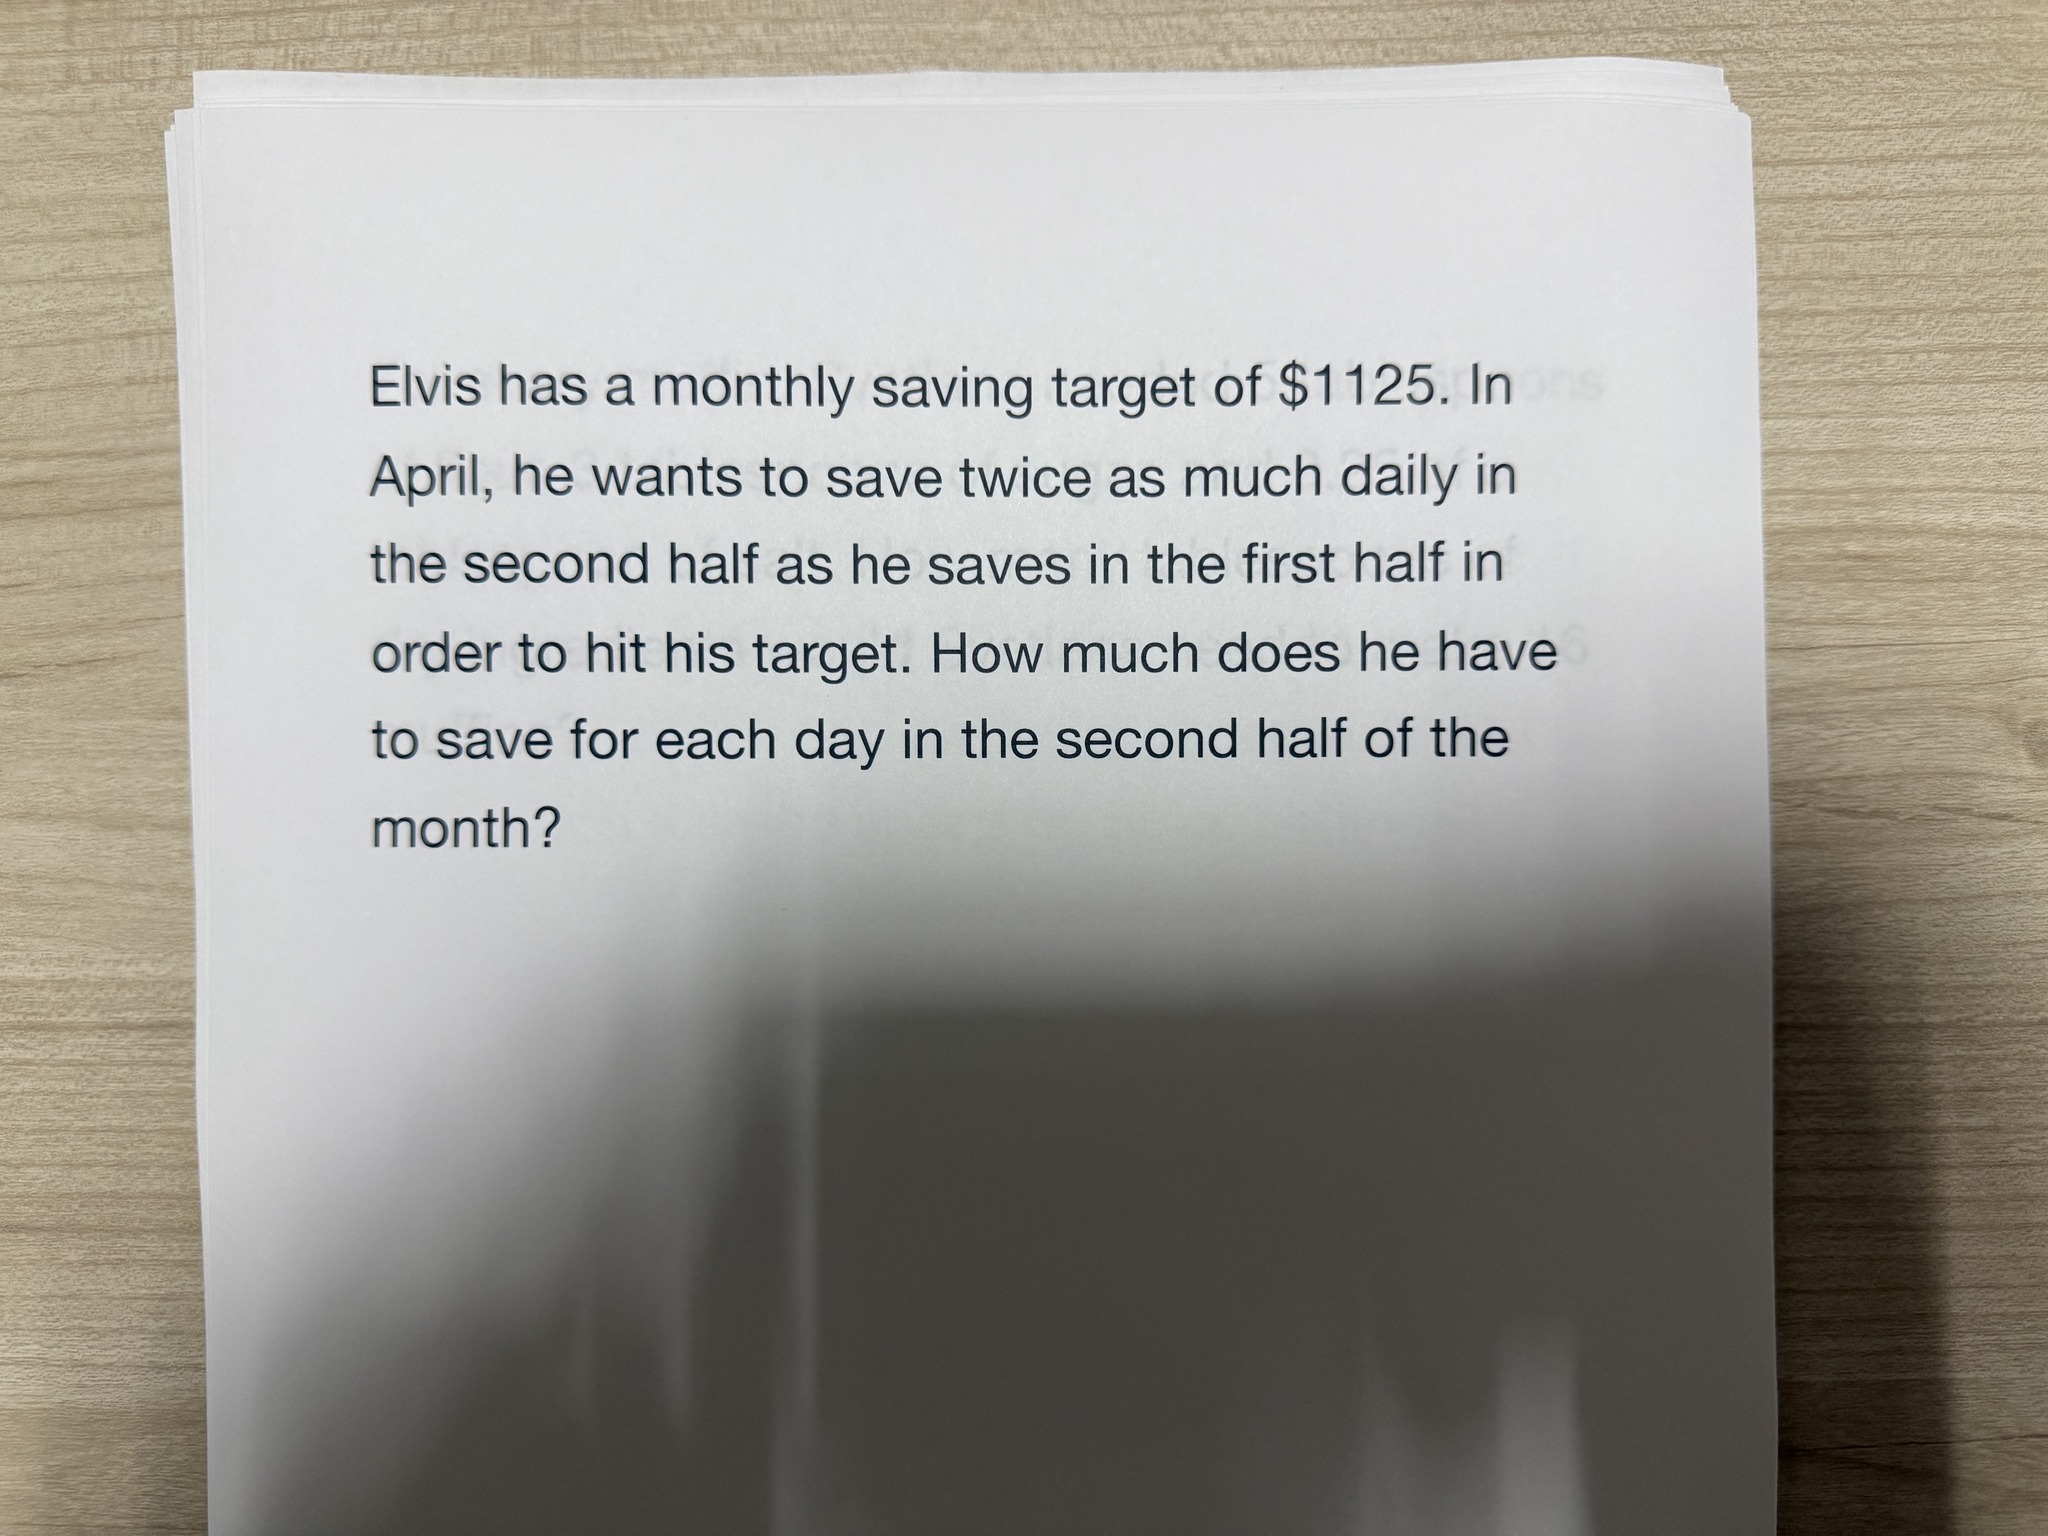 Elvis has a monthly saving target of $1125. In
April, he wants to save twice as much daily in
the second half as he saves in the first half in
order to hit his target. How much does he have
to save for each day in the second half of the
month?